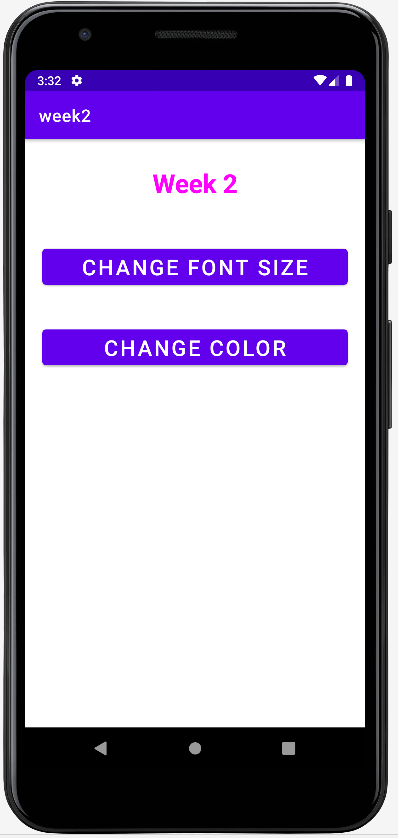 3:32
week2
Week 2
CHANGE FONT SIZE
CHANGE COLOR